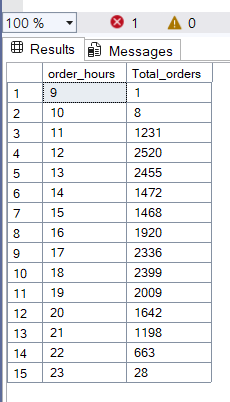 100 % 1 0
Results Messages
order_hours Total_orders
1 9 1
2 10 8
3 11 1231
4 12 2520
5 13 2455
6 14 1472
7 15 1468
8 16 1920
9 17 2336
10 18 2399
11 19 2009
12 20 1642
13 21 1198
14 22 663
15 23 28